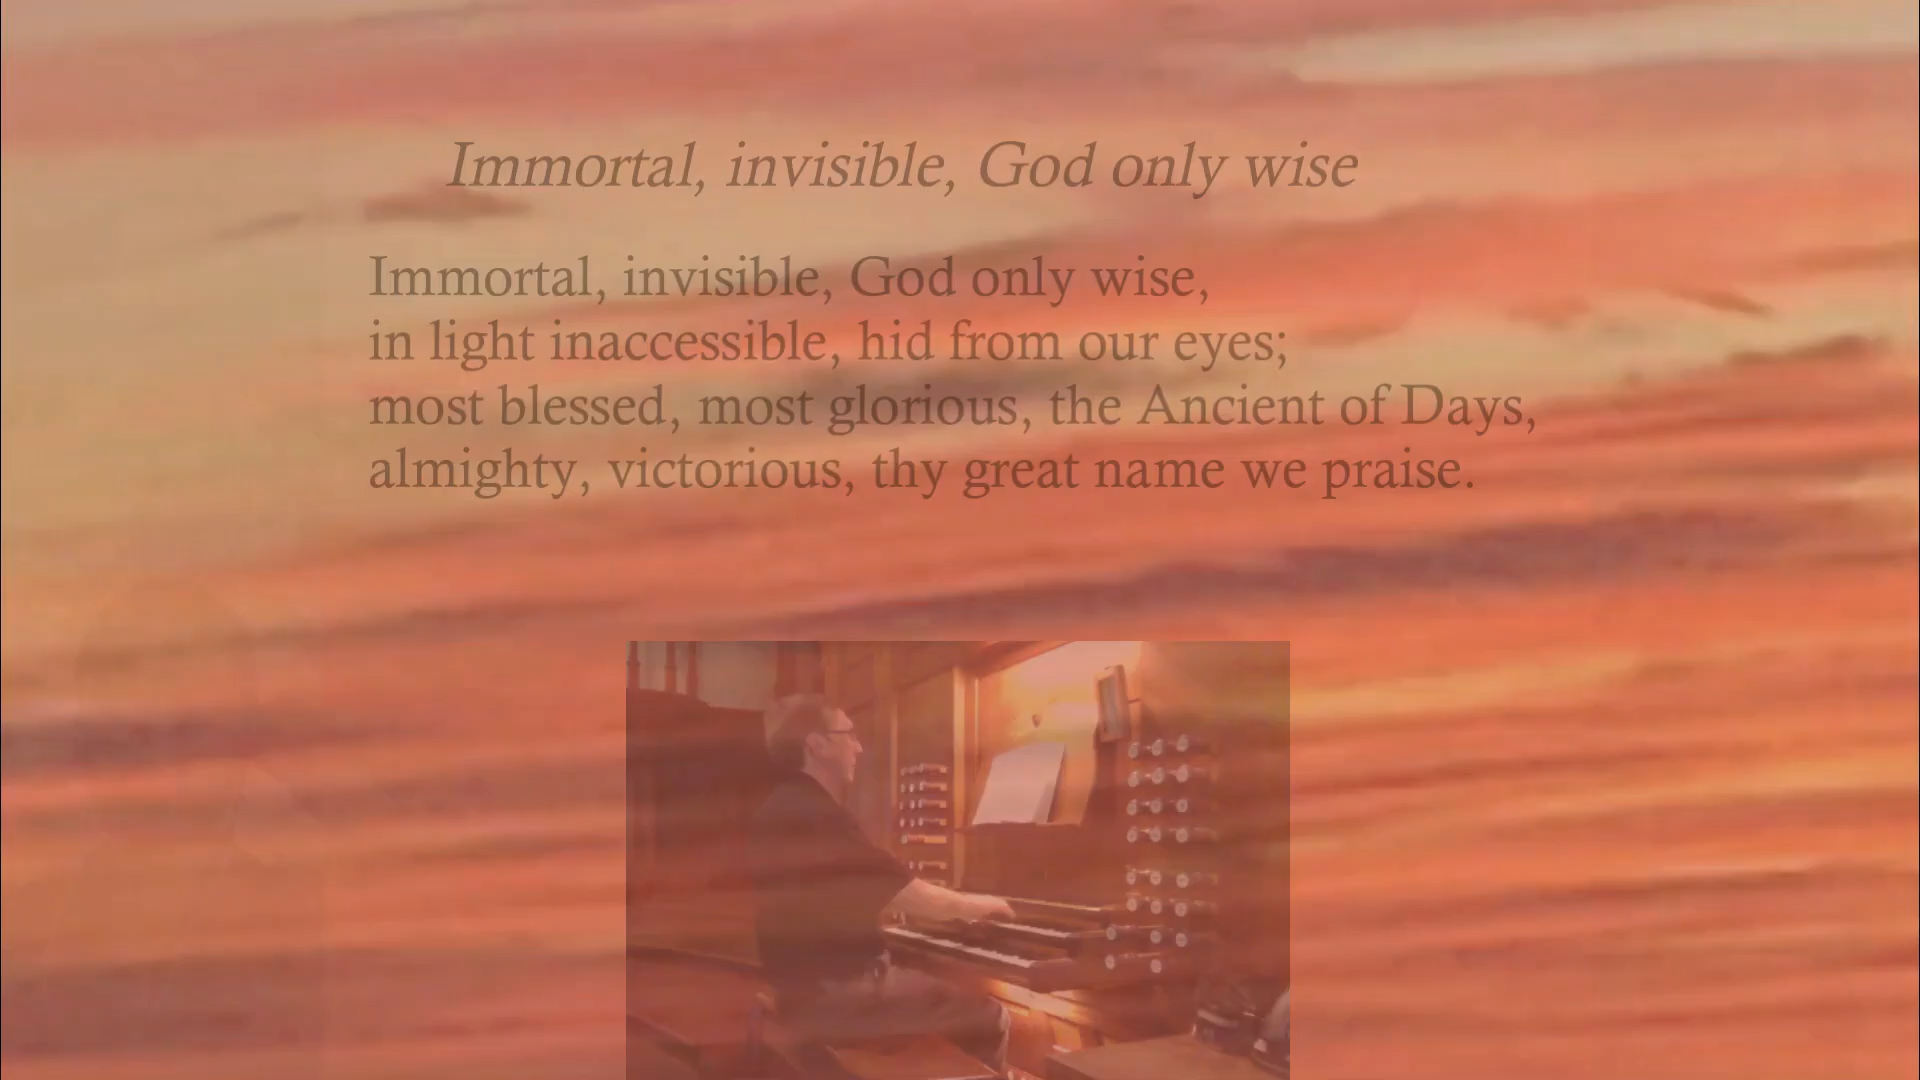 Immortal, invisible, God only wise
Immortal, invisible, God only wise,
in light inaccessible, hid from our eyes;
most blessed, most glorious, the Ancient of Days,
almighty, victorious, thy great name we praise.